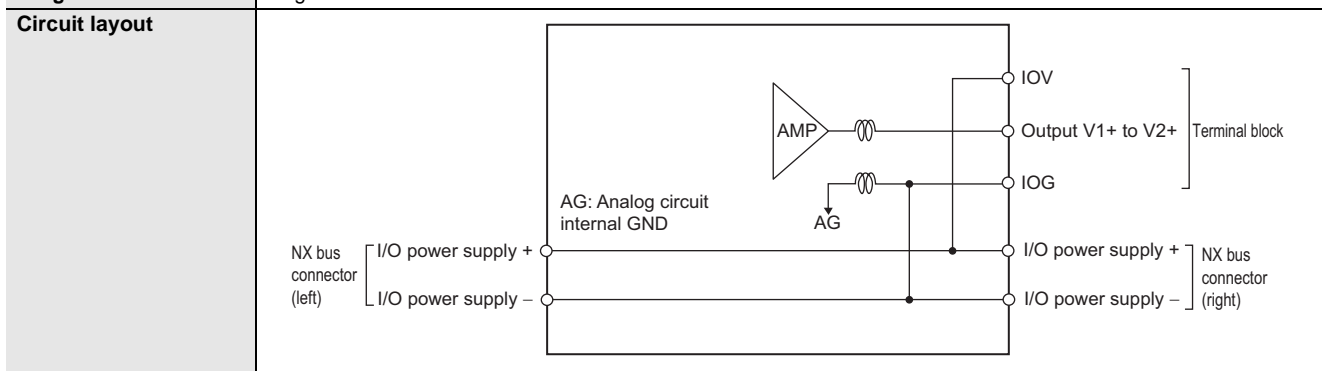 Circuit layout
IOV
AMP
Output V1+ to V2+
Terminal block
IOG
AG: Analog circuit
internal GND
AG
NX bus
connector
(left)
I/O power supply +
I/O power supply –
I/O power supply +
I/O power supply –
NX bus
connector
(right)